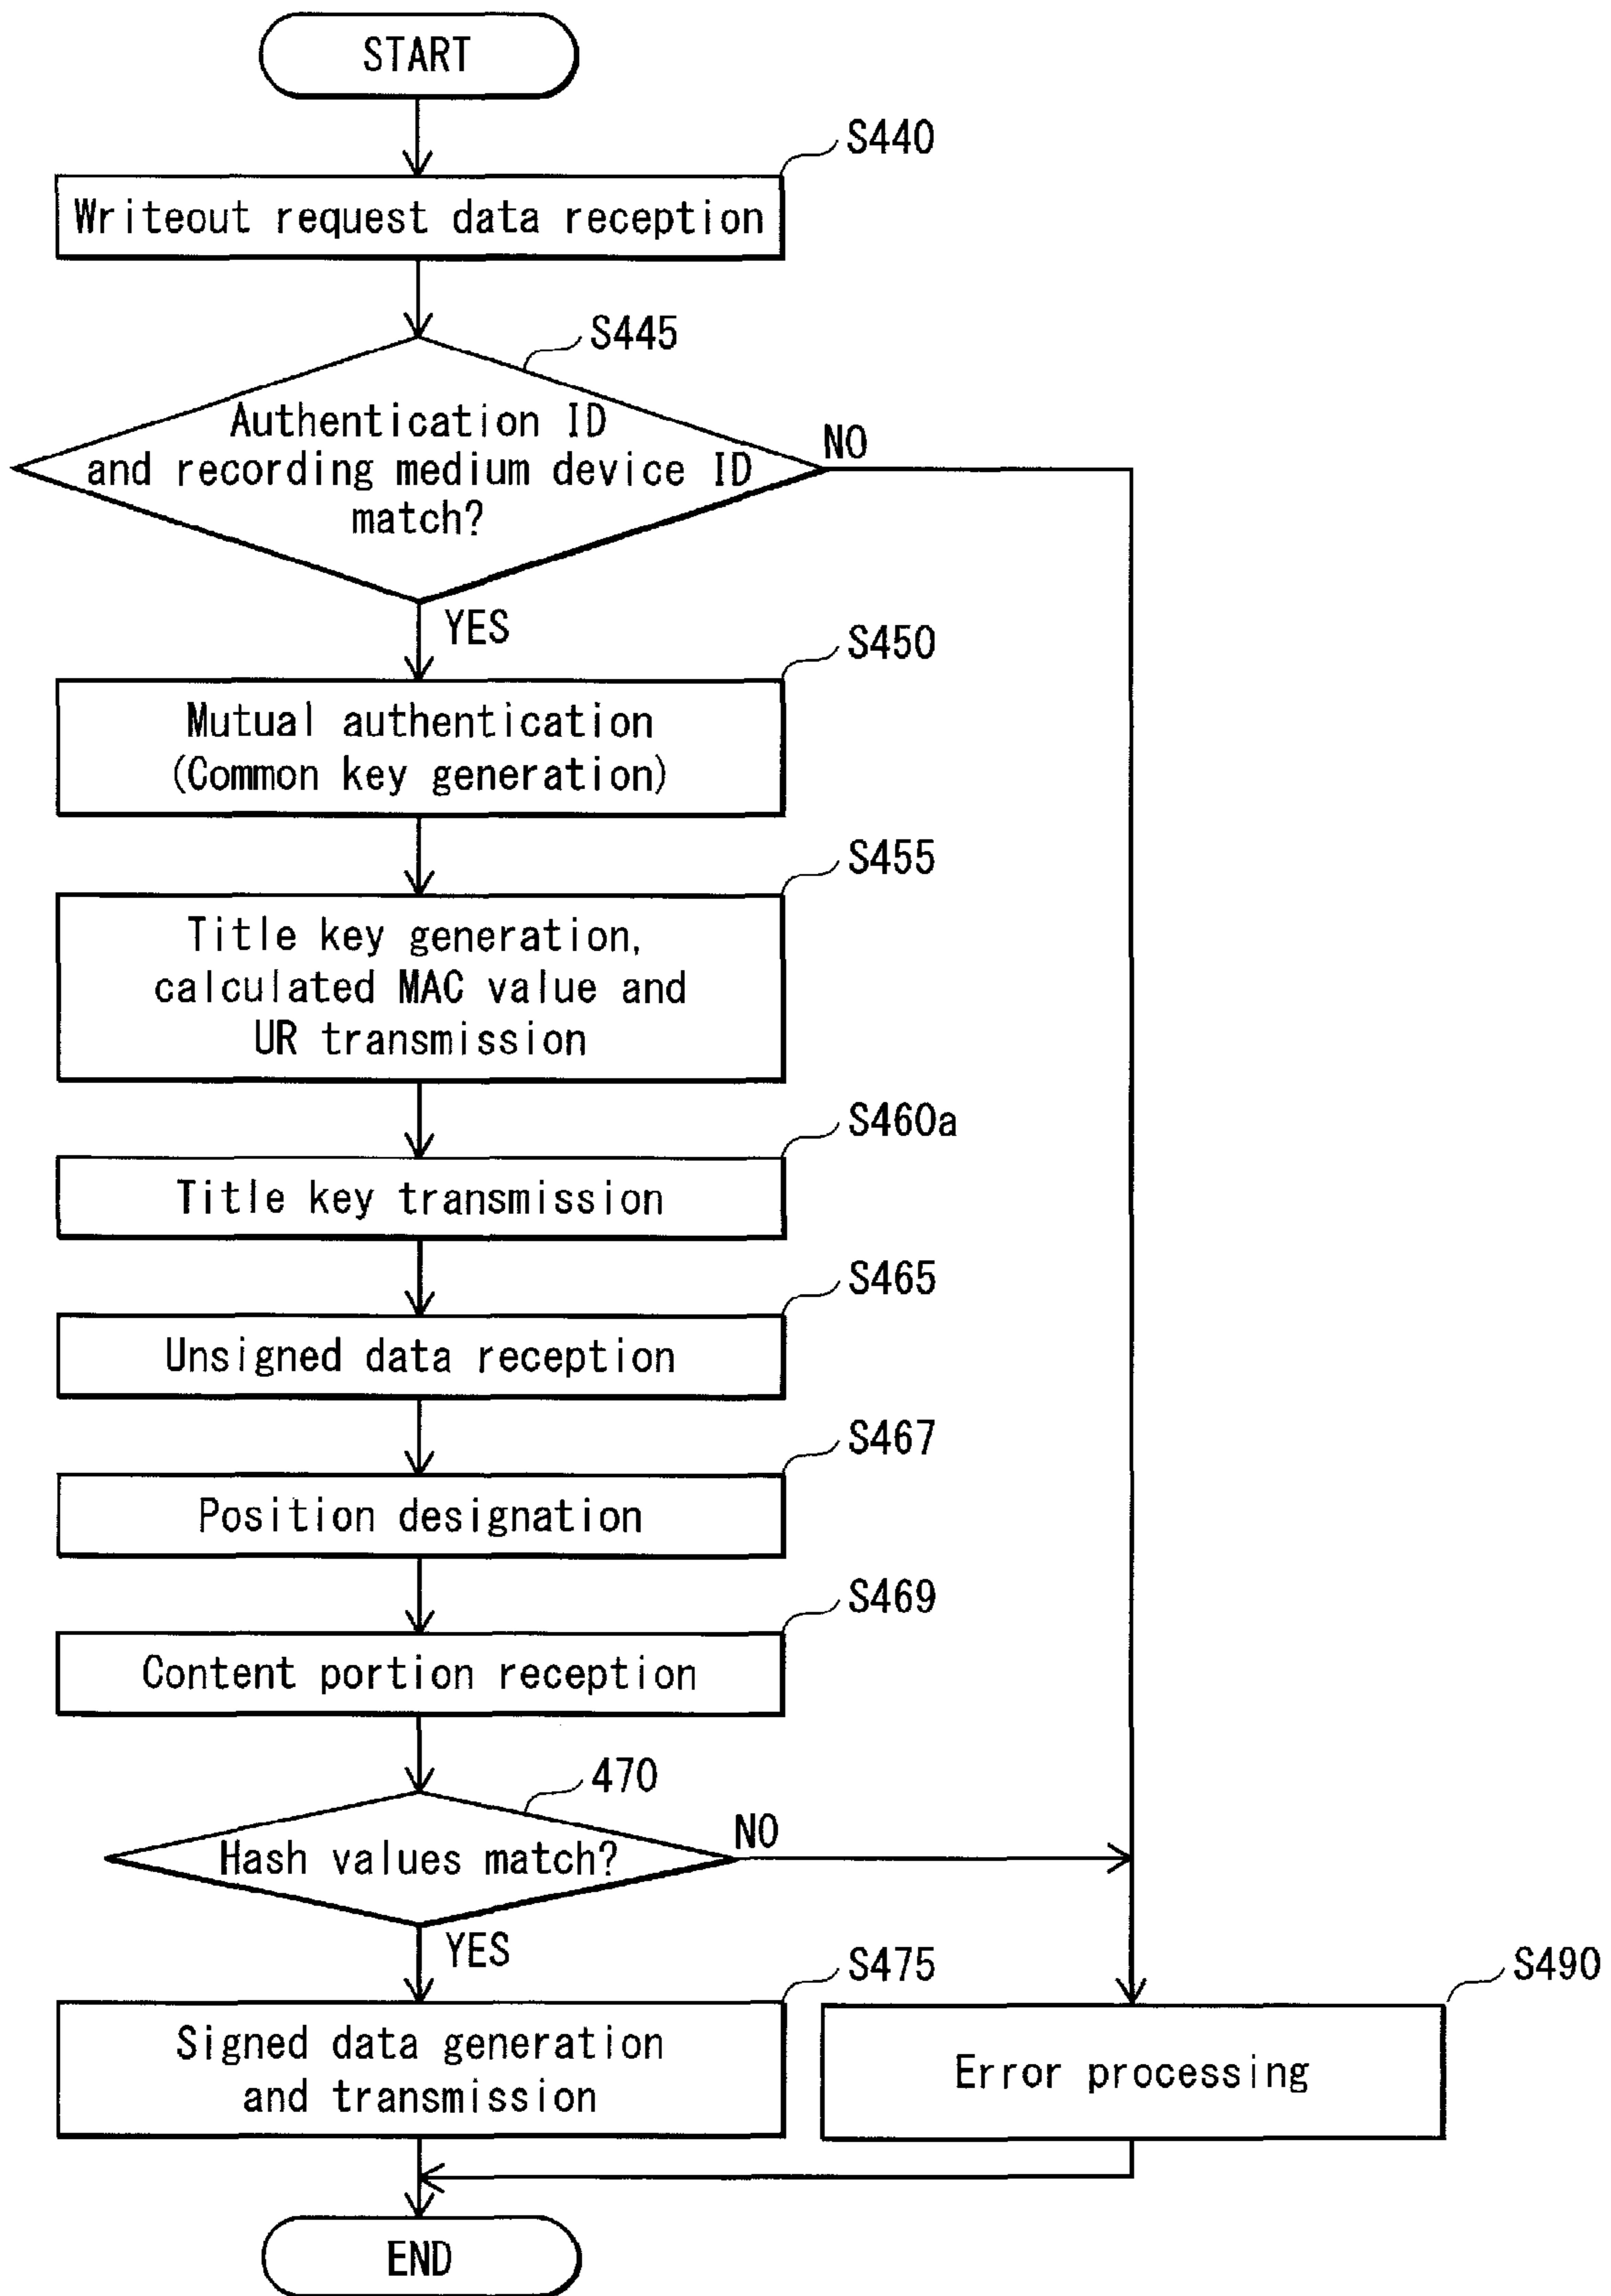 START
S440
Writeout request data reception
S445
Authentication ID
and recording medium device ID
match?
NO
YES
S450
Mutual authentication
(Common key generation)
S455
Title key generation,
calculated MAC value and
UR transmission
S460a
Title key transmission
S465
Unsigned data reception
S467
Position designation
S469
Content portion reception
470
Hash values match?
NO
YES
S475
Signed data generation
and transmission
S490
Error processing
END